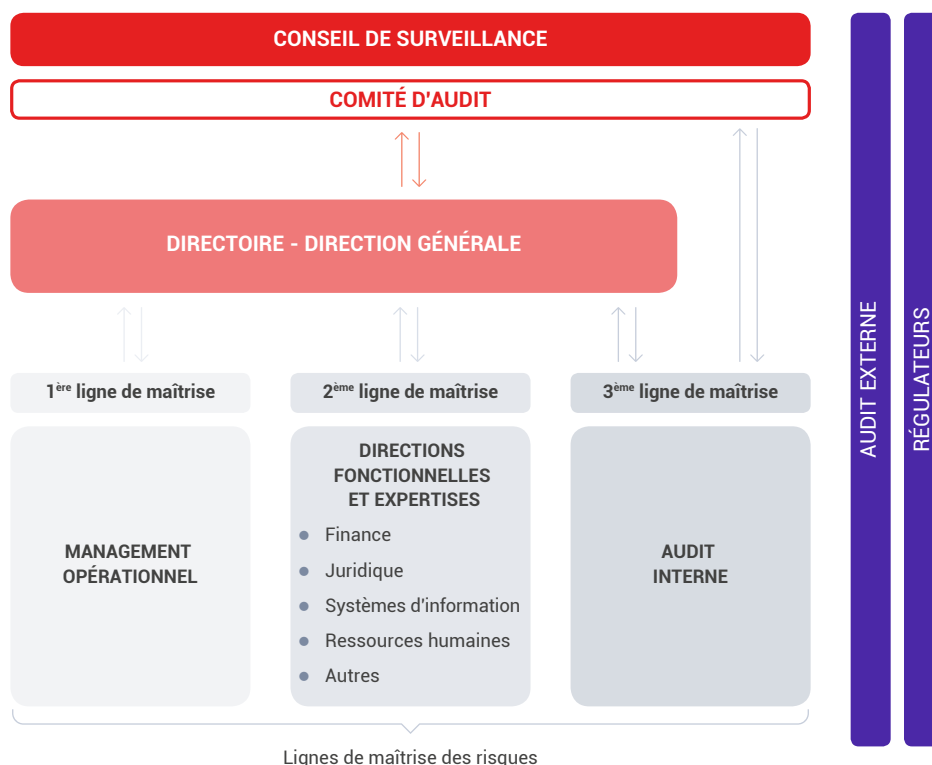 CONSEIL DE SURVEILLANCE
COMITÉ D'AUDIT
DIRECTOIRE - DIRECTION GÉNÉRALE
1ère ligne de maîtrise
2ème ligne de maîtrise
3ème ligne de maîtrise
MANAGEMENT
OPÉRATIONNEL
DIRECTIONS
FONCTIONNELLES
ET EXPERTISES
● Finance
● Juridique
● Systèmes d'information
● Ressources humaines
● Autres
AUDIT
INTERNE
Lignes de maîtrise des risques
AUDIT EXTERNE
RÉGULATEURS